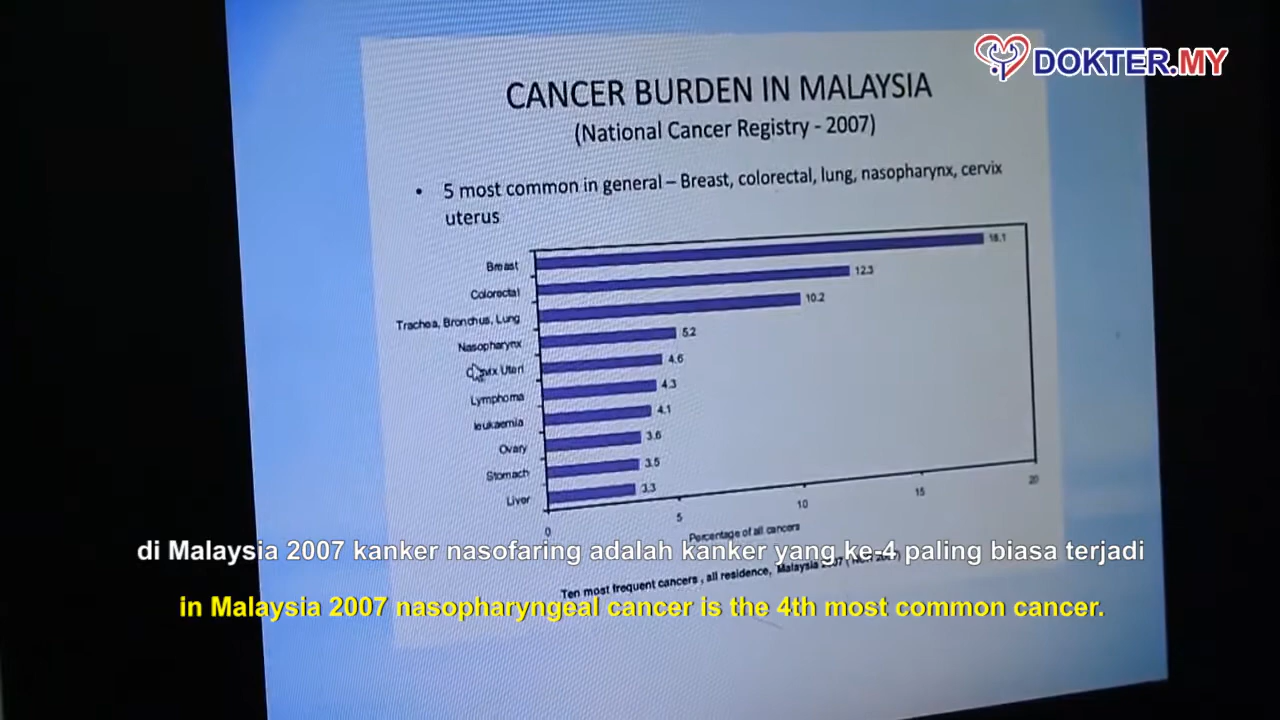 DOKTER.MY
CANCER BURDEN IN MALAYSIA
(National Cancer Registry - 2007)
• 5 most common in general – Breast, colorectal, lung, nasopharynx, cervix
uterus
Breast 18.1
Colorectal 12.3
Trachea, Bronchus, Lung 10.2
Nasopharynx 5.2
Uteri 4.6
Lymphoma 4.3
leukaemia 4.1
Ovary 3.6
Stomach 3.5
Liver 3.3
0 5 10 15 20
Percentage of all cancers
di Malaysia 2007 kanker nasofaring adalah kanker yang ke-4 paling biasa terjadi
Ten most frequent cancers , all residence, Malaysia
in Malaysia 2007 nasopharyngeal cancer is the 4th most common cancer.